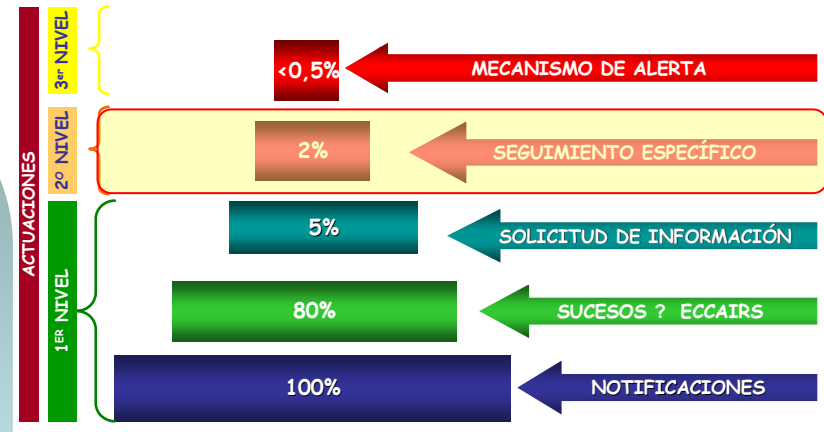 ACTUACIONES
3er NIVEL
<0,5%
MECANISMO DE ALERTA
2º NIVEL
2%
SEGUIMIENTO ESPECÍFICO
1ER NIVEL
5%
SOLICITUD DE INFORMACIÓN
80%
SUCESOS ? ECCAIRS
100%
NOTIFICACIONES